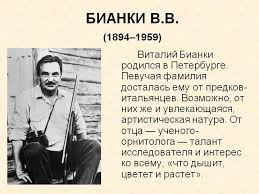 БИАНКИ В.В.
(1894–1959)
Виталий Бианки
родился в Петербурге.
Певучая фамилия
досталась ему от предков-
итальянцев. Возможно, от
них же и увлекающаяся,
артистическая натура. От
отца — ученого-
орнитолога — талант
исследователя и интерес
ко всему, «что дышит,
цветет и растет».